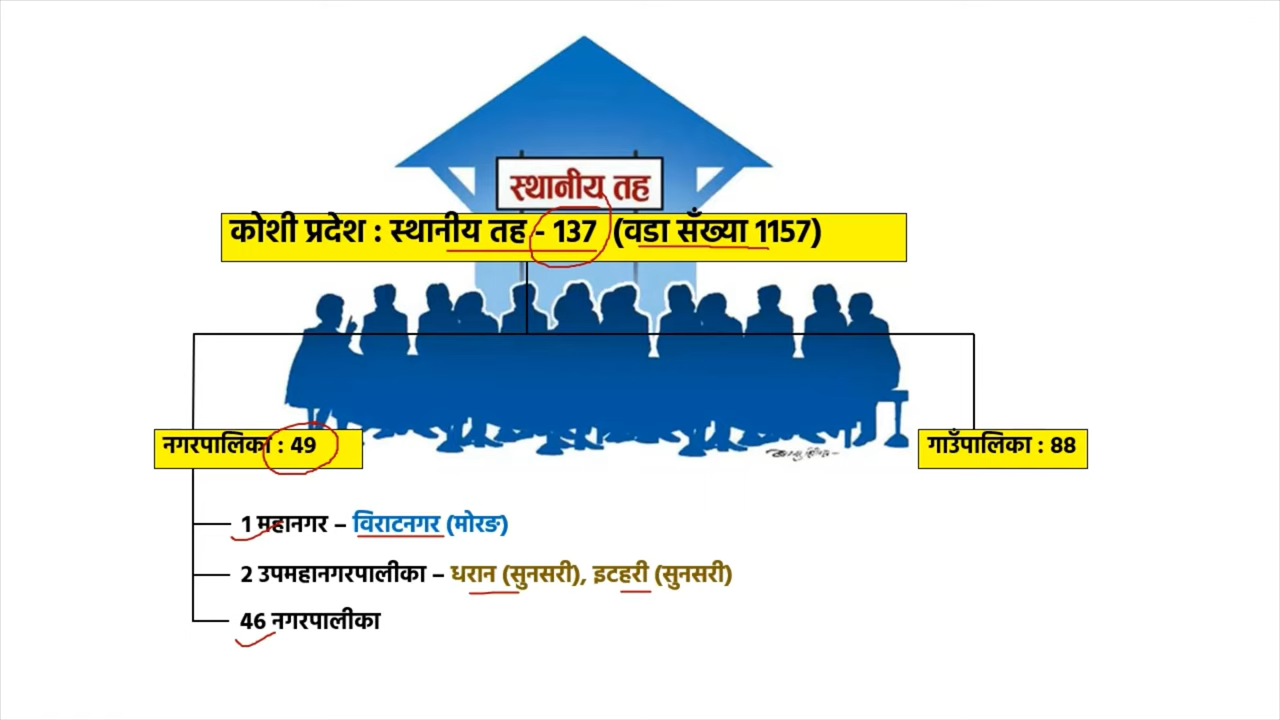 स्थानीय तह
कोशी प्रदेश : स्थानीय तह - 137 (वडा सँख्या 1157)
नगरपालिका : 49
गाउँपालिका : 88
1 महानगर – विराटनगर (मोरङ)
2 उपमहानगरपालीका – धरान (सुनसरी), इटहरी (सुनसरी)
46 नगरपालीका